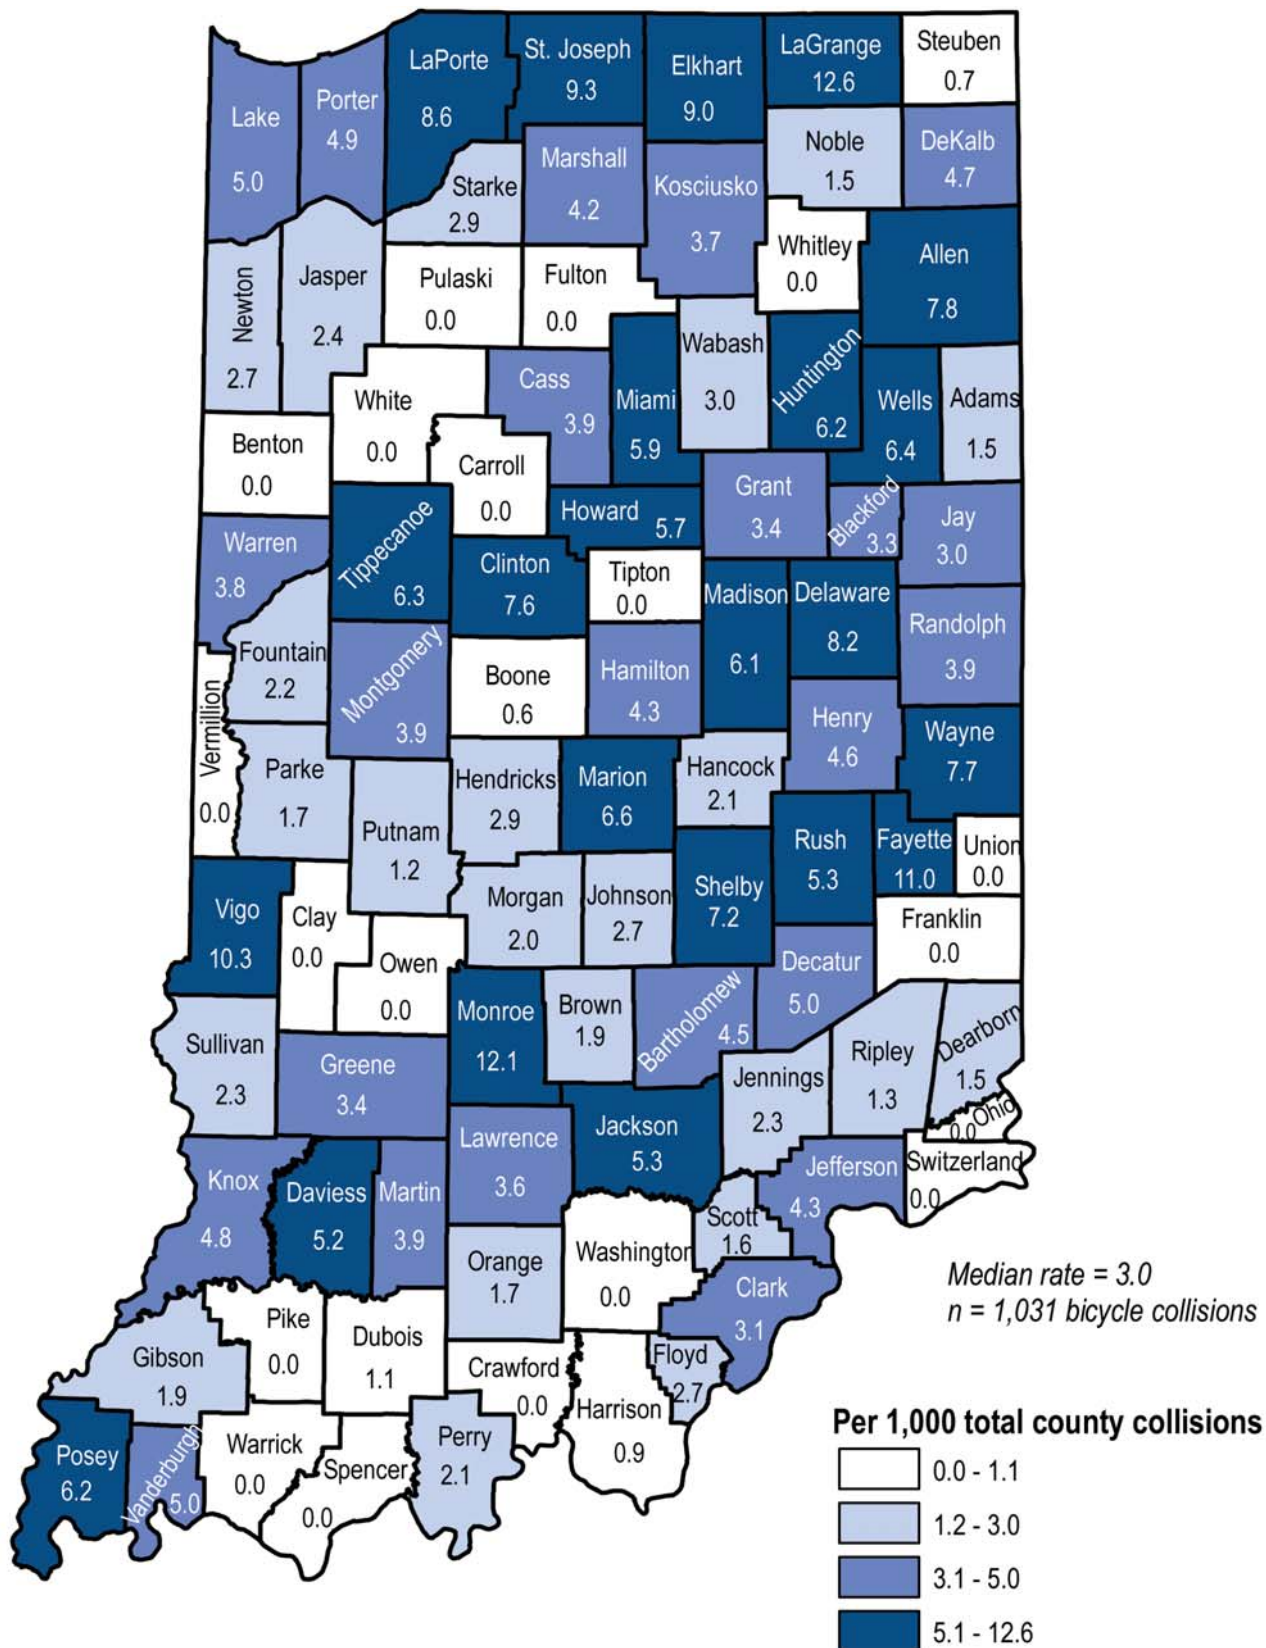 LaPorte
8.6
St. Joseph
9.3
Elkhart
9.0
LaGrange
12.6
Steuben
0.7
Lake
5.0
Porter
4.9
Starke
2.9
Marshall
4.2
Kosciusko
3.7
Noble
1.5
DeKalb
4.7
Newton
2.7
Jasper
2.4
Pulaski
0.0
Fulton
0.0
Whitley
0.0
Allen
7.8
White
0.0
Cass
3.9
Miami
5.9
Wabash
3.0
Huntington
6.2
Wells
6.4
Adams
1.5
Benton
0.0
Carroll
0.0
Howard 5.7
Grant
3.4
Blackford
3.3
Jay
3.0
Warren
3.8
Tippecanoe
6.3
Clinton
7.6
Tipton
0.0
Madison
6.1
Delaware
8.2
Randolph
3.9
Fountain
2.2
Montgomery
3.9
Boone
0.6
Hamilton
4.3
Henry
4.6
Wayne
7.7
Vermillion
0.0
Parke
1.7
Putnam
1.2
Hendricks
2.9
Marion
6.6
Hancock
2.1
Rush
5.3
Fayette
11.0
Union
0.0
Vigo
10.3
Clay
0.0
Owen
0.0
Morgan
2.0
Johnson
2.7
Shelby
7.2
Decatur
5.0
Franklin
0.0
Sullivan
2.3
Greene
3.4
Monroe
12.1
Brown
1.9
Bartholomew
4.5
Jennings
2.3
Ripley
1.3
Dearborn
1.5
Ohio
0.0
Knox
4.8
Daviess
5.2
Martin
3.9
Lawrence
3.6
Jackson
5.3
Jefferson
4.3
Switzerland
0.0
Orange
1.7
Washington
0.0
Scott
1.6
Clark
3.1
Median rate = 3.0
n = 1,031 bicycle collisions
Gibson
1.9
Pike
0.0
Dubois
1.1
Crawford
0.0
Harrison
0.9
Floyd
2.7
Posey
6.2
Vanderburgh
5.0
Warrick
0.0
Spencer
0.0
Perry
2.1
Per 1,000 total county collisions
0.0 - 1.1
1.2 - 3.0
3.1 - 5.0
5.1 - 12.6